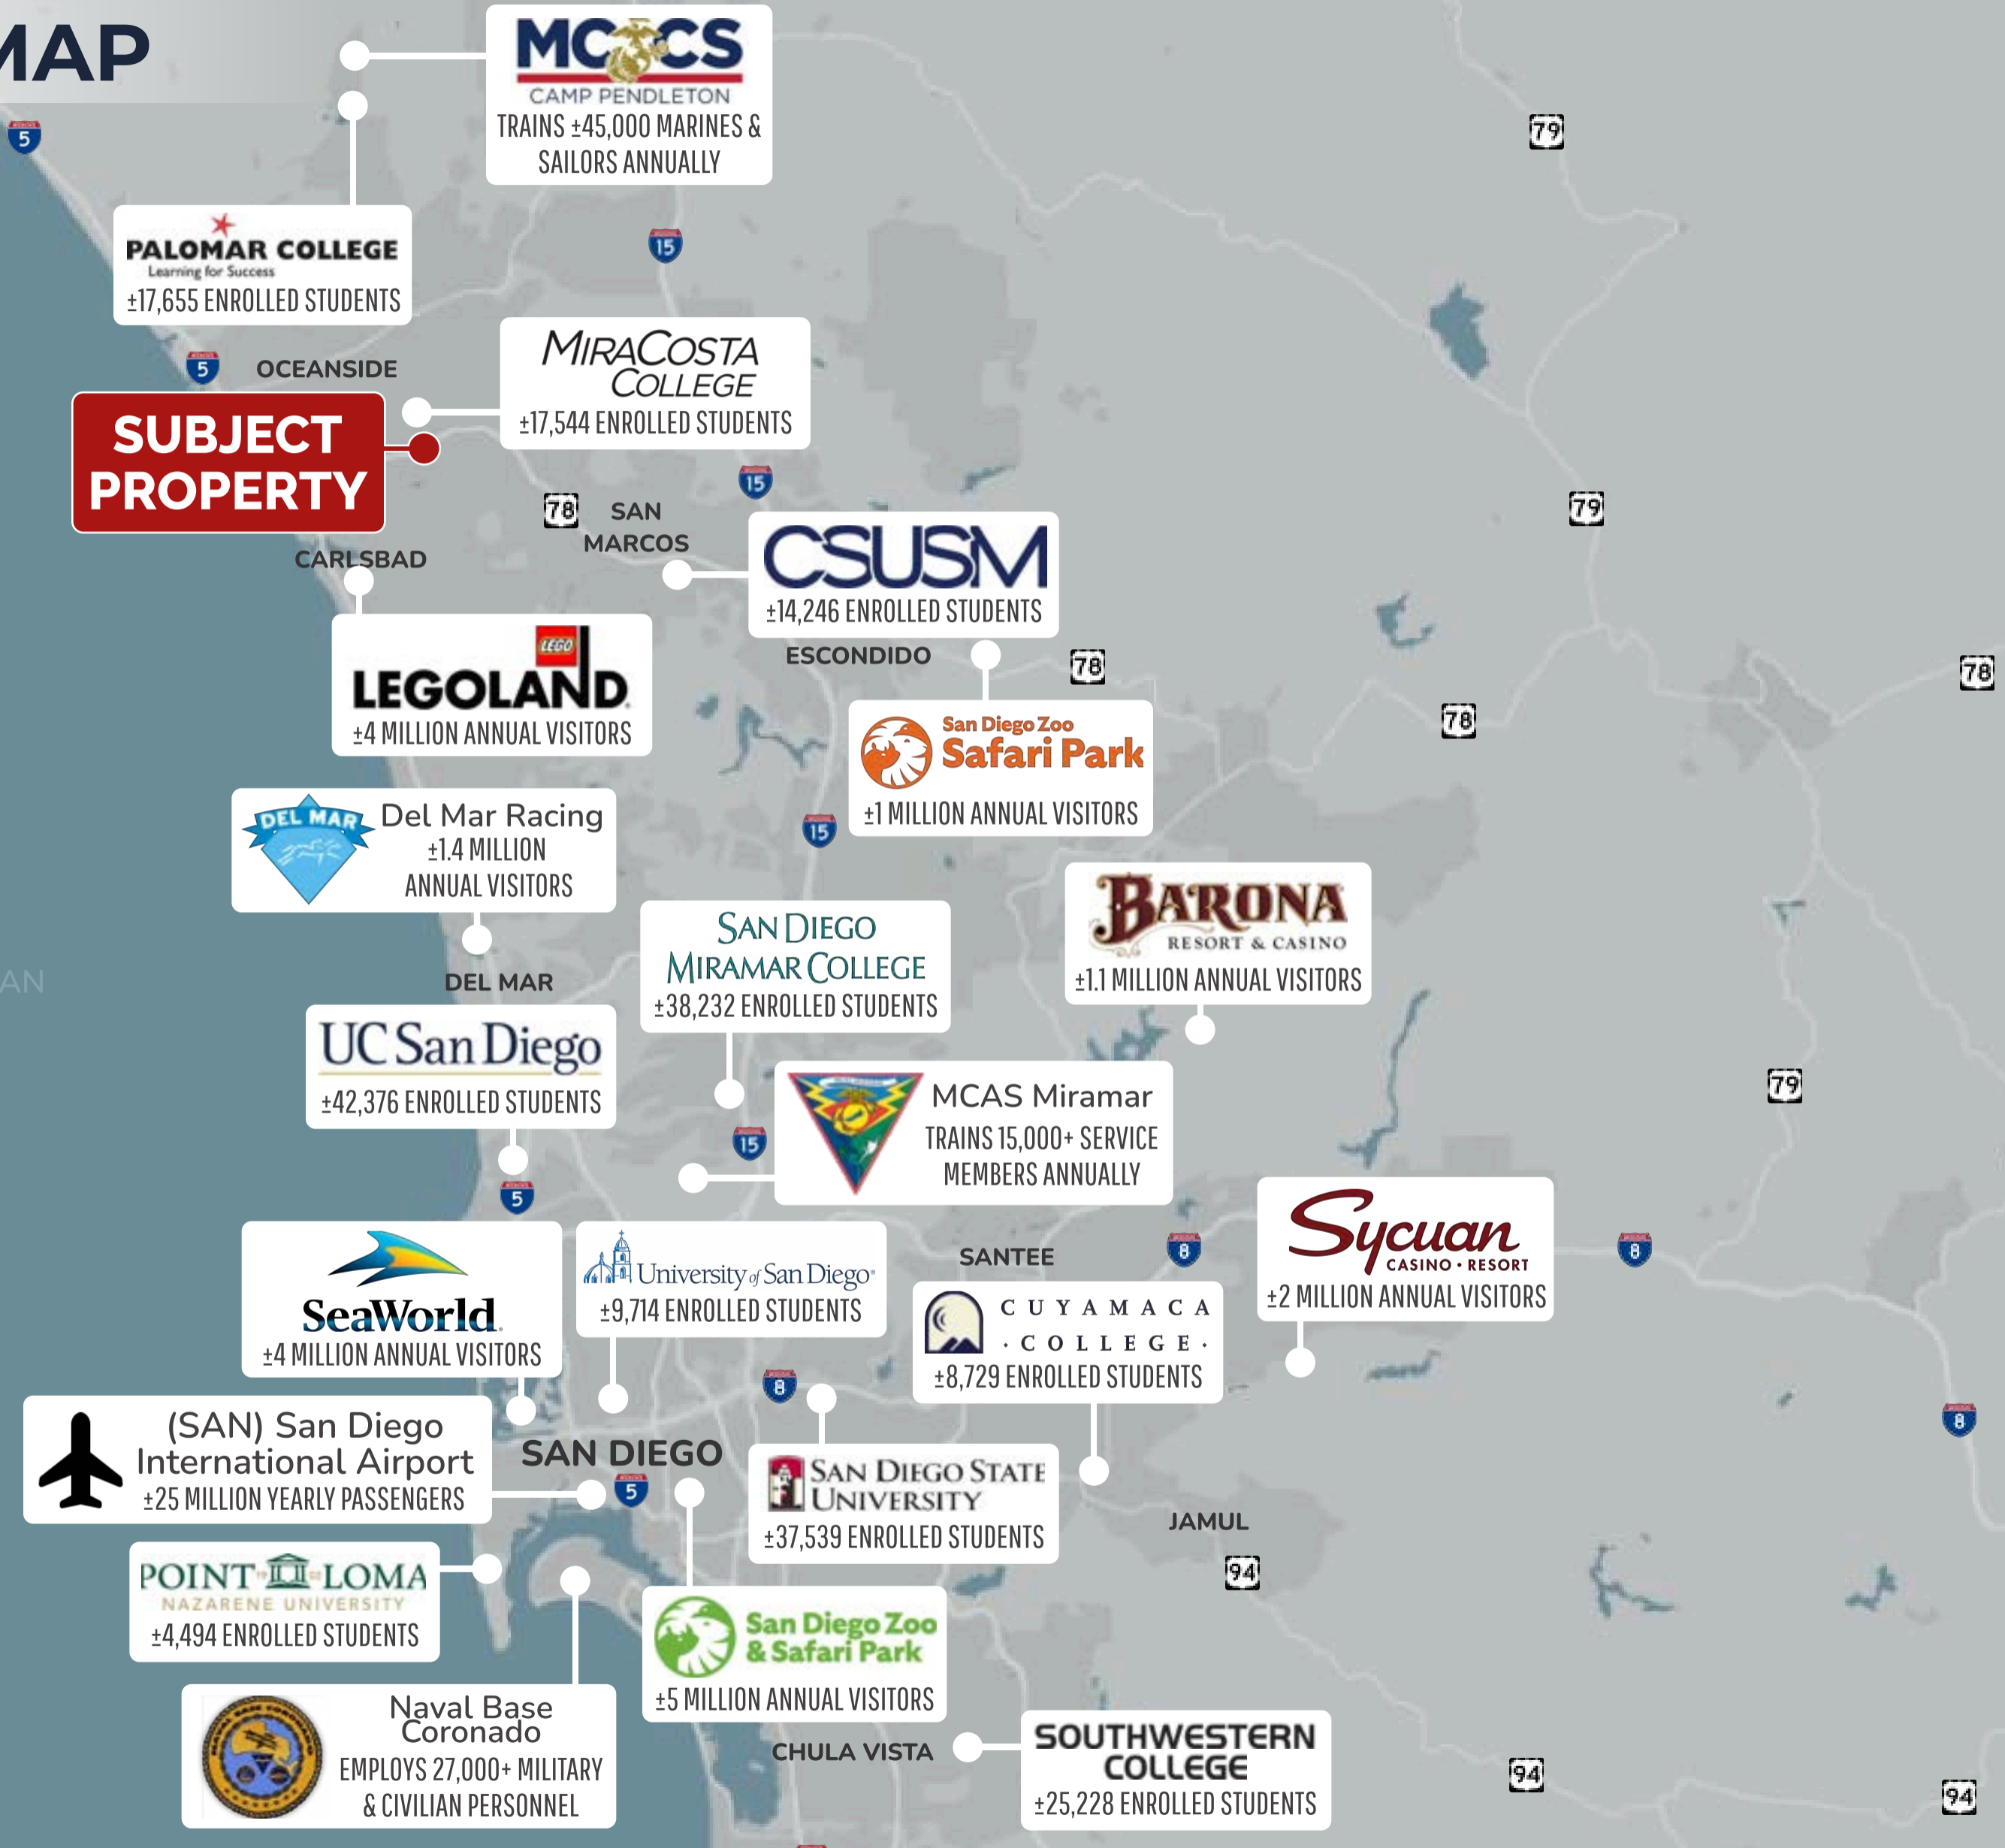 MAP
MCCS
CAMP PENDLETON
TRAINS ±45,000 MARINES &
SAILORS ANNUALLY
5
79
PALOMAR COLLEGE
Learning for Success
±17,655 ENROLLED STUDENTS
15
MIRACOSTA
COLLEGE
±17,544 ENROLLED STUDENTS
5
OCEANSIDE
SUBJECT
PROPERTY
15
78
SAN
MARCOS
79
CSUSM
±14,246 ENROLLED STUDENTS
CARLSBAD
LEGO
LEGOLAND
±4 MILLION ANNUAL VISITORS
ESCONDIDO
78
78
78
San Diego Zoo
Safari Park
±1 MILLION ANNUAL VISITORS
DEL MAR
Del Mar Racing
±1.4 MILLION
ANNUAL VISITORS
15
BARONA
RESORT & CASINO
±1.1 MILLION ANNUAL VISITORS
SAN DIEGO
MIRAMAR COLLEGE
±38,232 ENROLLED STUDENTS
AN
DEL MAR
UC San Diego
±42,376 ENROLLED STUDENTS
MCAS Miramar
TRAINS 15,000+ SERVICE
MEMBERS ANNUALLY
15
79
5
SeaWorld
±4 MILLION ANNUAL VISITORS
University of San Diego
±9,714 ENROLLED STUDENTS
SANTEE
8
Sycuan
CASINO • RESORT
±2 MILLION ANNUAL VISITORS
8
CUYAMACA
· COLLEGE ·
±8,729 ENROLLED STUDENTS
8
8
(SAN) San Diego
International Airport
±25 MILLION YEARLY PASSENGERS
SAN DIEGO
5
SAN DIEGO STATE
UNIVERSITY
±37,539 ENROLLED STUDENTS
JAMUL
94
POINT LOMA
NAZARENE UNIVERSITY
±4,494 ENROLLED STUDENTS
San Diego Zoo
& Safari Park
±5 MILLION ANNUAL VISITORS
Naval Base
Coronado
EMPLOYS 27,000+ MILITARY
& CIVILIAN PERSONNEL
CHULA VISTA
SOUTHWESTERN
COLLEGE
±25,228 ENROLLED STUDENTS
94
94